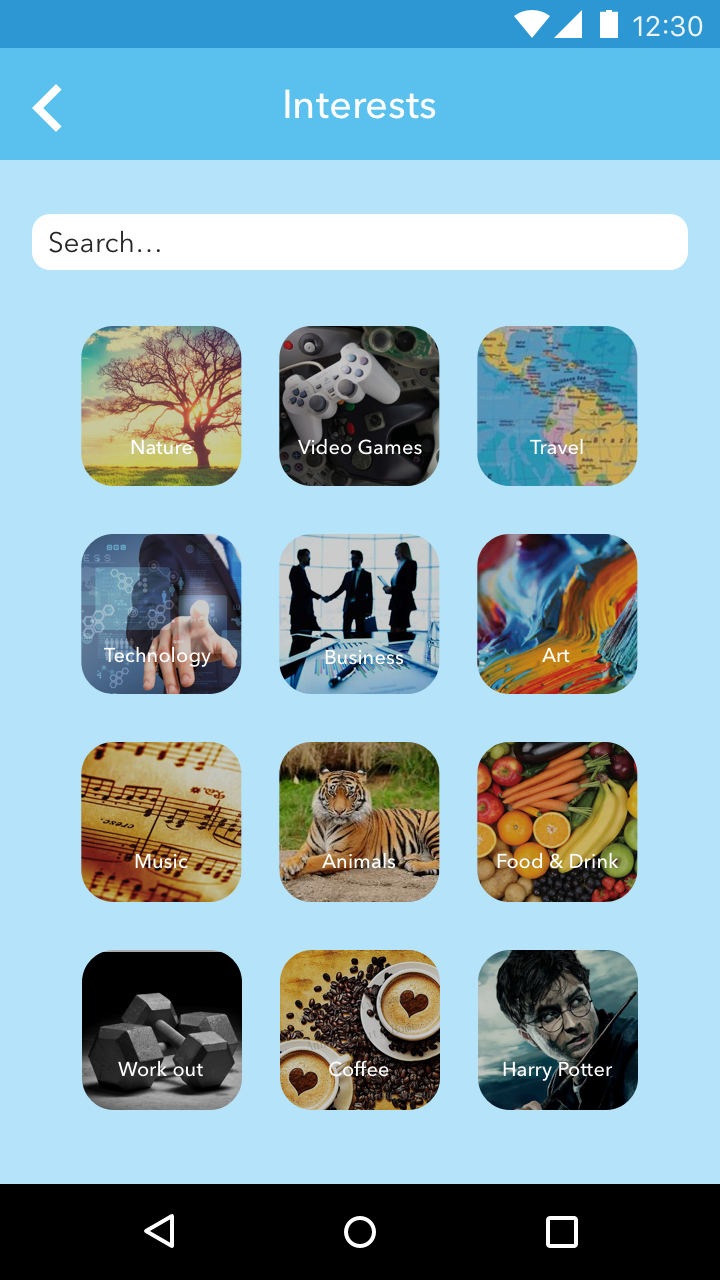 12:30
Interests
Search...
Nature
Video Games
Travel
Technology
Business
Art
Music
Animals
Food & Drink
Work out
Coffee
Harry Potter